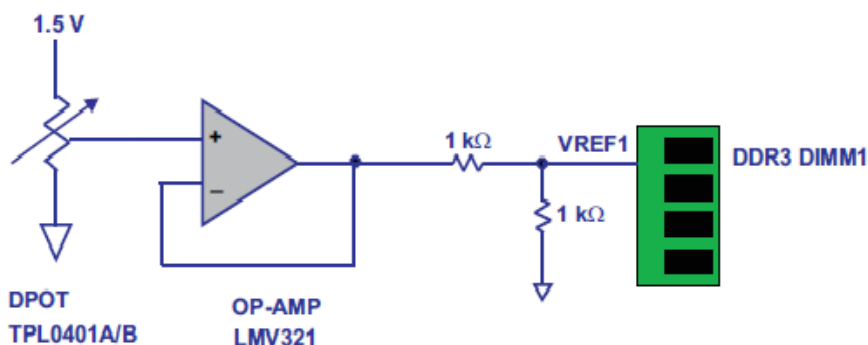 1.5 V
+
−
1 kΩ
VREF1
1 kΩ
DDR3 DIMM1
DPOT
TPL0401A/B
OP-AMP
LMV321